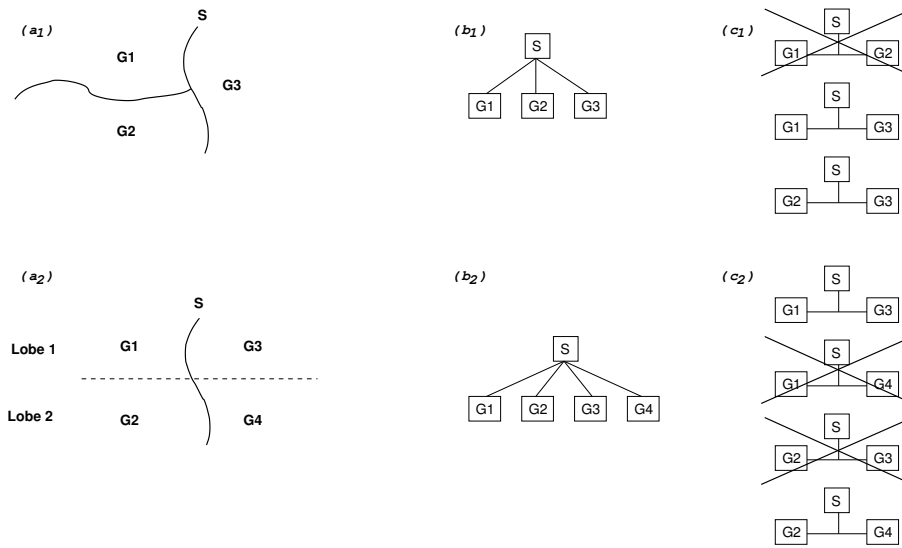 (a1)
S
G1
G3
G2
(b1)
S
G1 G2 G3
(c1)
S
G1 G2
S
G1 G3
S
G2 G3
(a2)
S
Lobe 1 G1 G3
Lobe 2 G2 G4
(b2)
S
G1 G2 G3 G4
(c2)
S
G1 G3
S
G1 G4
S
G2 G3
S
G2 G4